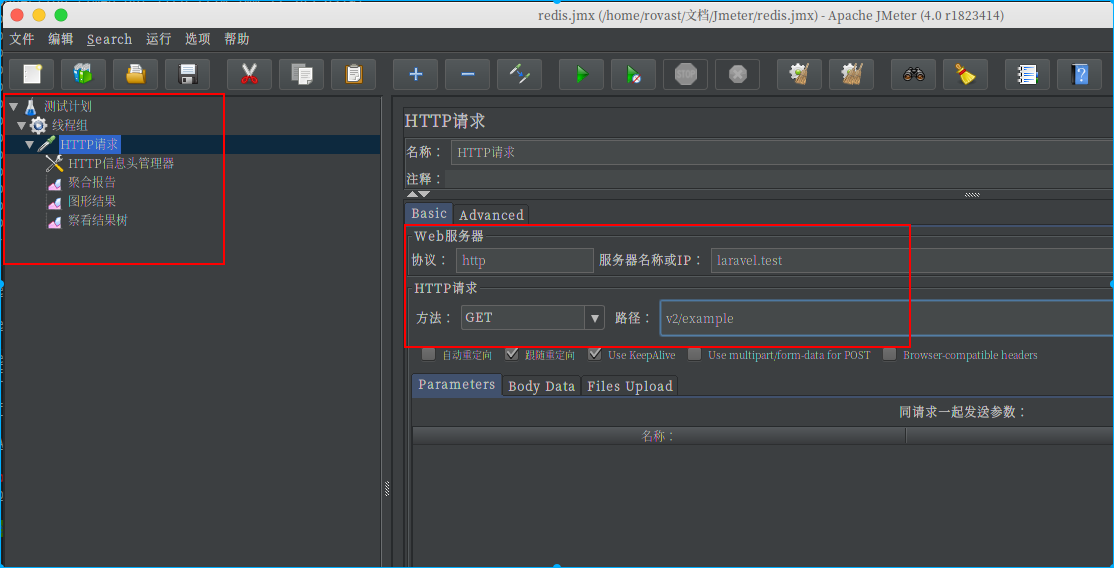 redis.jmx (/home/rovast/文档/Jmeter/redis.jmx) - Apache JMeter (4.0 r1823414)
文件 编辑 Search 运行 选项 帮助
STOP
测试计划
线程组
HTTP请求
HTTP信息头管理器
聚合报告
图形结果
察看结果树
HTTP请求
名称： HTTP请求
注释：
Basic Advanced
Web服务器
协议： http 服务器名称或IP： laravel.test
HTTP请求
方法： GET 路径： v2/example
自动重定向 跟随重定向 Use KeepAlive Use multipart/form-data for POST Browser-compatible headers
Parameters Body Data Files Upload
同请求一起发送参数：
名称：